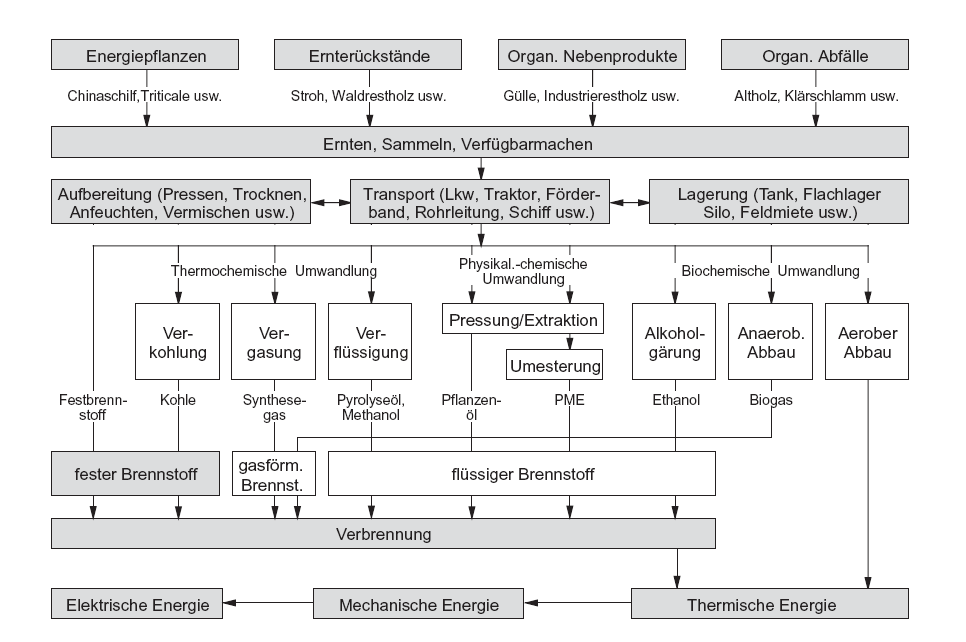 Energiepflanzen
Ernterückstände
Organ. Nebenprodukte
Organ. Abfälle
Chinaschilf,Triticale usw.
Stroh, Waldrestholz usw.
Gülle, Industrierestholz usw.
Altholz, Klärschlamm usw.
Ernten, Sammeln, Verfügbarmachen
Aufbereitung (Pressen, Trocknen,
Anfeuchten, Vermischen usw.)
Transport (Lkw, Traktor, Förder-
band, Rohrleitung, Schiff usw.)
Lagerung (Tank, Flachlager
Silo, Feldmiete usw.)
Thermochemische Umwandlung
Physikal.-chemische
Umwandlung
Biochemische Umwandlung
Ver-
kohlung
Ver-
gasung
Ver-
flüssigung
Pressung/Extraktion
Umesterung
Alkohol-
gärung
Anaerob.
Abbau
Aerober
Abbau
Festbrenn-
stoff
Kohle
Synthese-
gas
Pyrolyseöl,
Methanol
Pflanzen-
öl
PME
Ethanol
Biogas
fester Brennstoff
gasförm.
Brennst.
flüssiger Brennstoff
Verbrennung
Elektrische Energie
Mechanische Energie
Thermische Energie